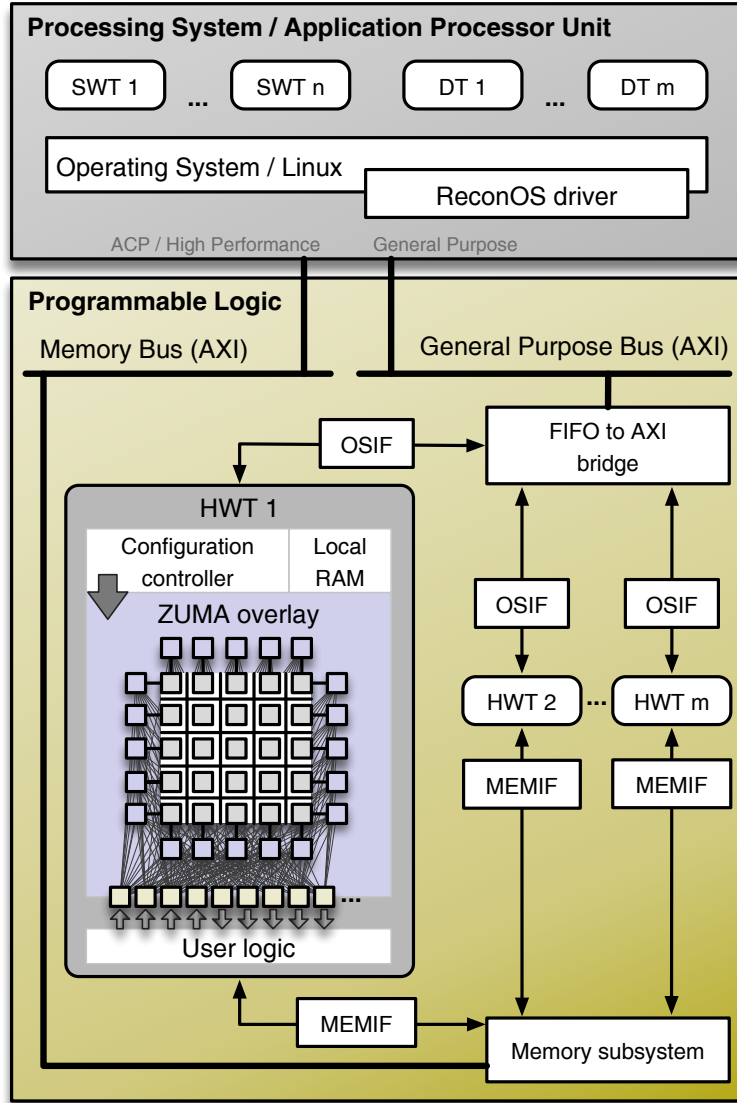 Processing System / Application Processor Unit
SWT 1 ... SWT n DT 1 ... DT m
Operating System / Linux
ReconOS driver
ACP / High Performance General Purpose
Programmable Logic
Memory Bus (AXI) General Purpose Bus (AXI)
OSIF
FIFO to AXI
bridge
HWT 1
Configuration
controller
Local
RAM
ZUMA overlay
OSIF OSIF
HWT 2 ... HWT m
MEMIF MEMIF
...
User logic
MEMIF
Memory subsystem